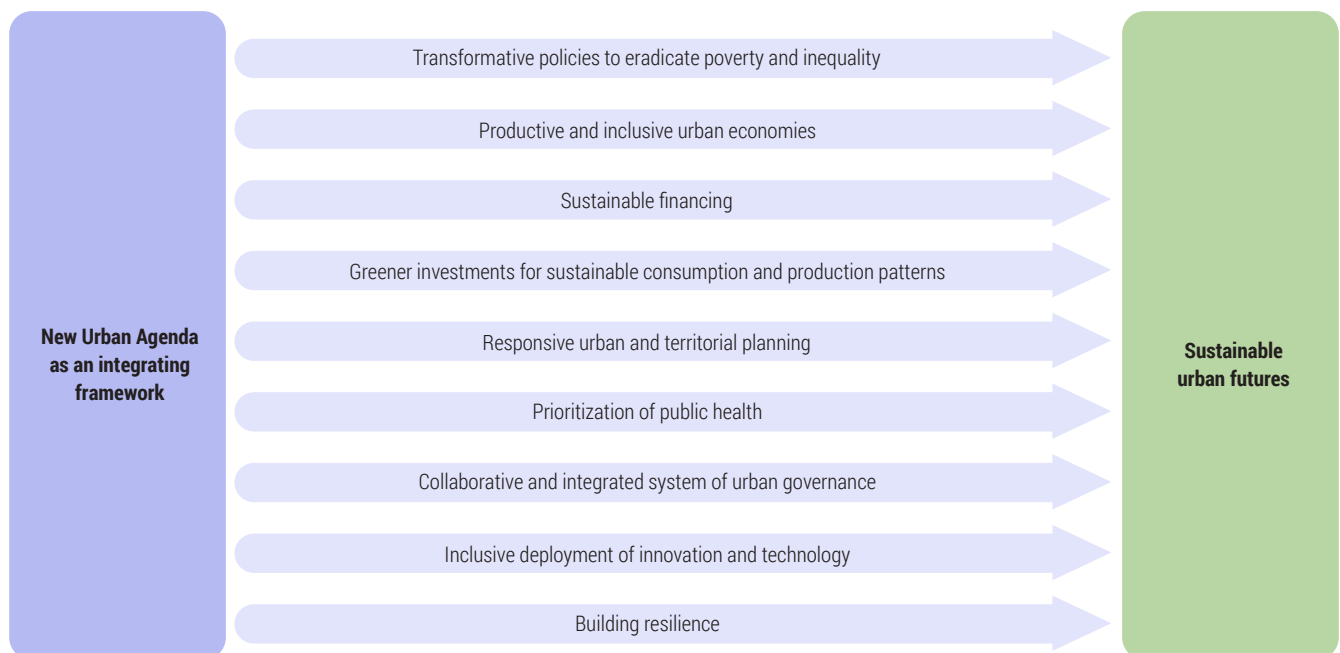 Transformative policies to eradicate poverty and inequality
Productive and inclusive urban economies
Sustainable financing
Greener investments for sustainable consumption and production patterns
New Urban Agenda
as an integrating
framework
Responsive urban and territorial planning
Sustainable
urban futures
Prioritization of public health
Collaborative and integrated system of urban governance
Inclusive deployment of innovation and technology
Building resilience